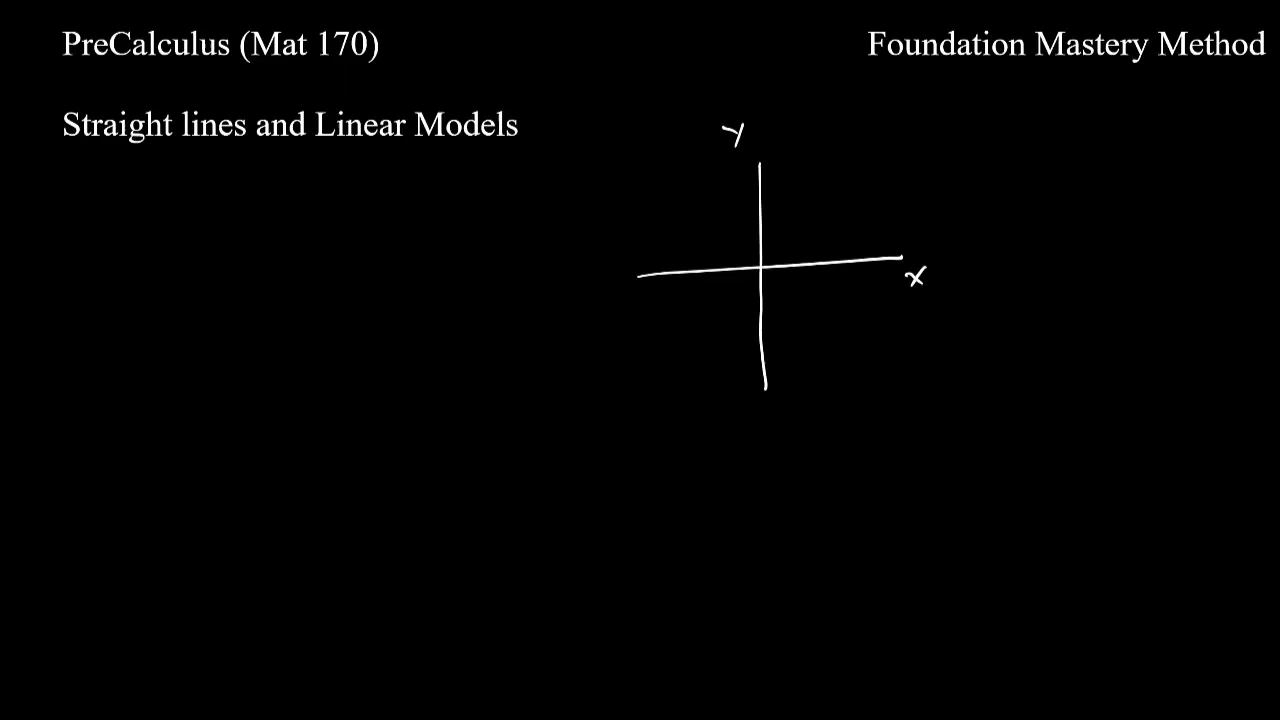 PreCalculus (Mat 170)
Foundation Mastery Method
Straight lines and Linear Models
Y
X